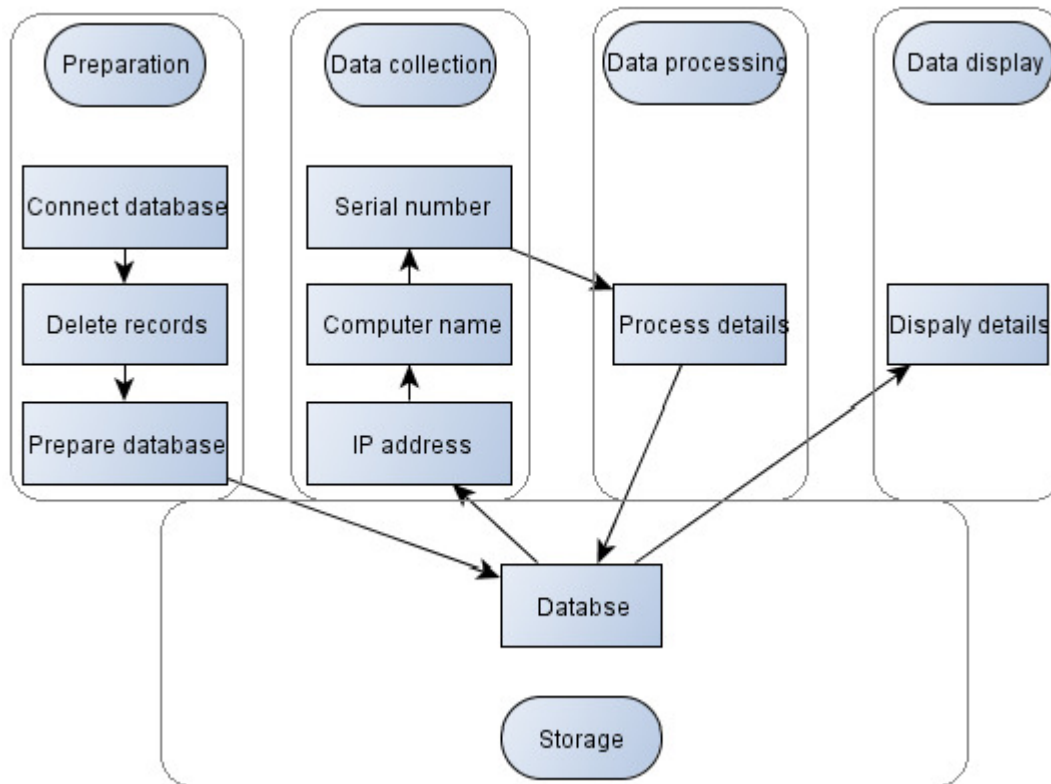 Preparation
Data collection
Data processing
Data display
Connect database
Serial number
Delete records
Computer name
Process details
Dispaly details
Prepare database
IP address
Databse
Storage